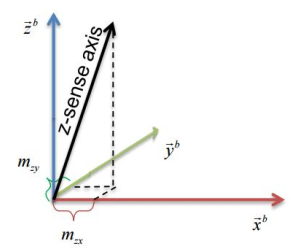 z⃗ᵇ
z-sense axis
y⃗ᵇ
m_zy
x⃗ᵇ
m_zx